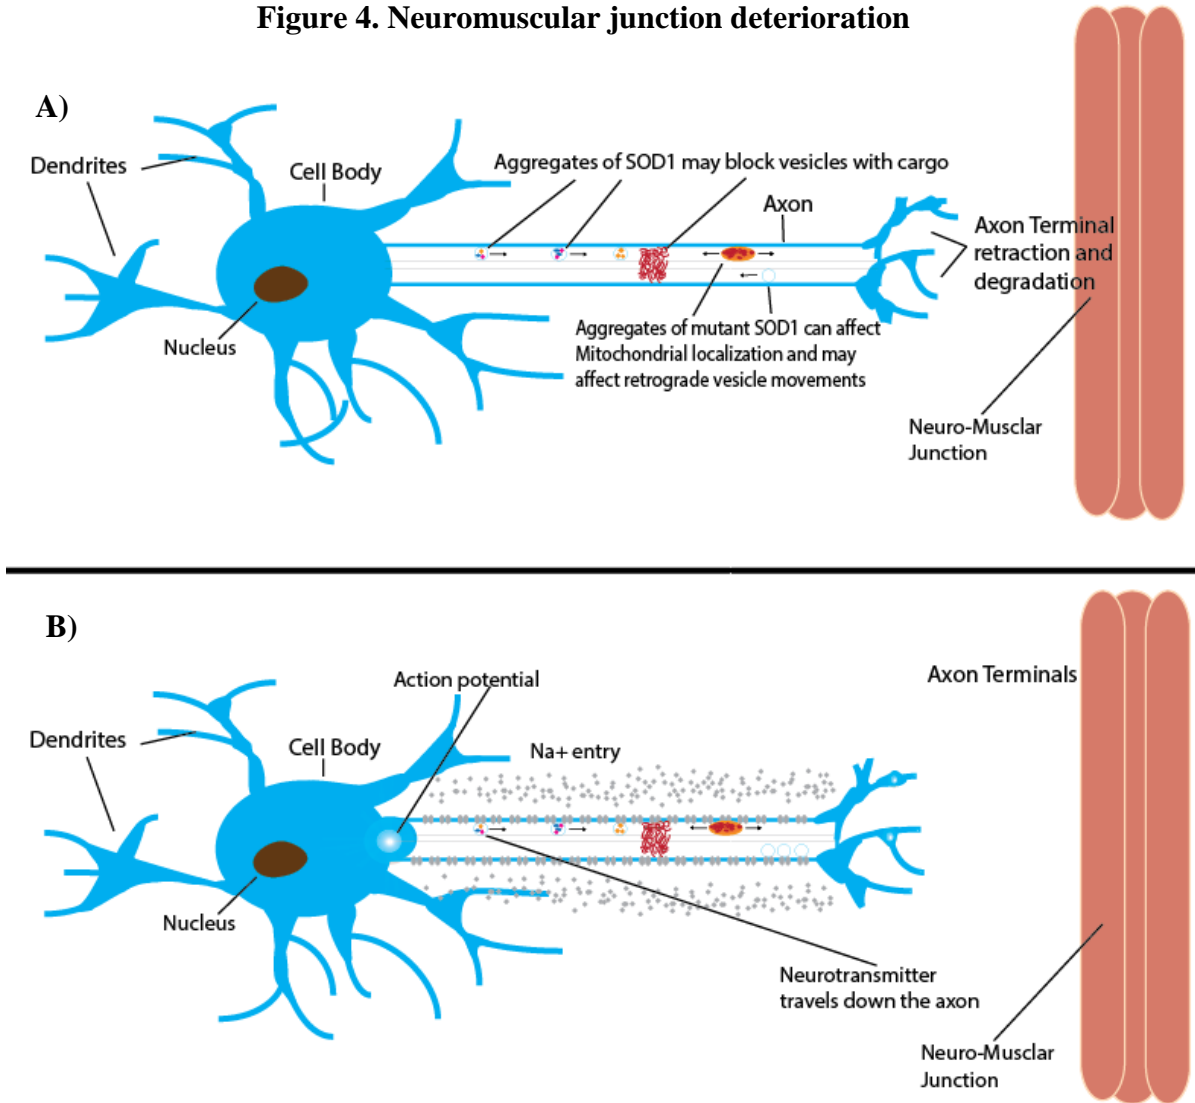 Figure 4. Neuromuscular junction deterioration
A)
Dendrites
Cell Body
Aggregates of SOD1 may block vesicles with cargo
Axon
Axon Terminal
retraction and
degradation
Nucleus
Aggregates of mutant SOD1 can affect
Mitochondrial localization and may
affect retrograde vesicle movements
Neuro-Musclar
Junction
B)
Action potential
Axon Terminals
Dendrites
Cell Body
Na+ entry
Nucleus
Neurotransmitter
travels down the axon
Neuro-Musclar
Junction